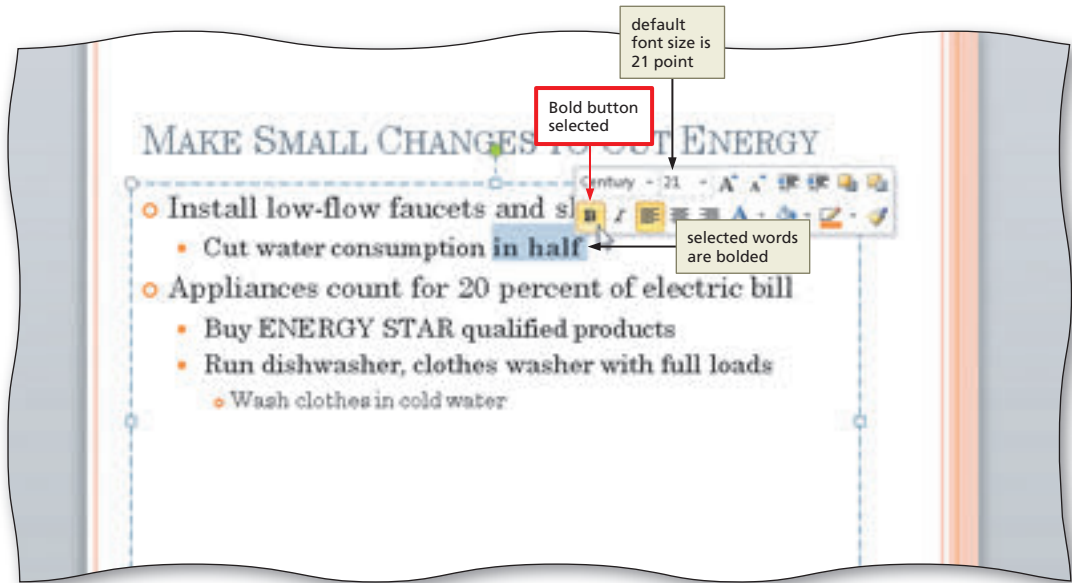 default
font size is
21 point
Bold button
selected
MAKE SMALL CHANGES TO CUT ENERGY
Century 21 A A
Install low-flow faucets and
B I A
Cut water consumption in half
selected words
are bolded
Appliances count for 20 percent of electric bill
Buy ENERGY STAR qualified products
Run dishwasher, clothes washer with full loads
Wash clothes in cold water